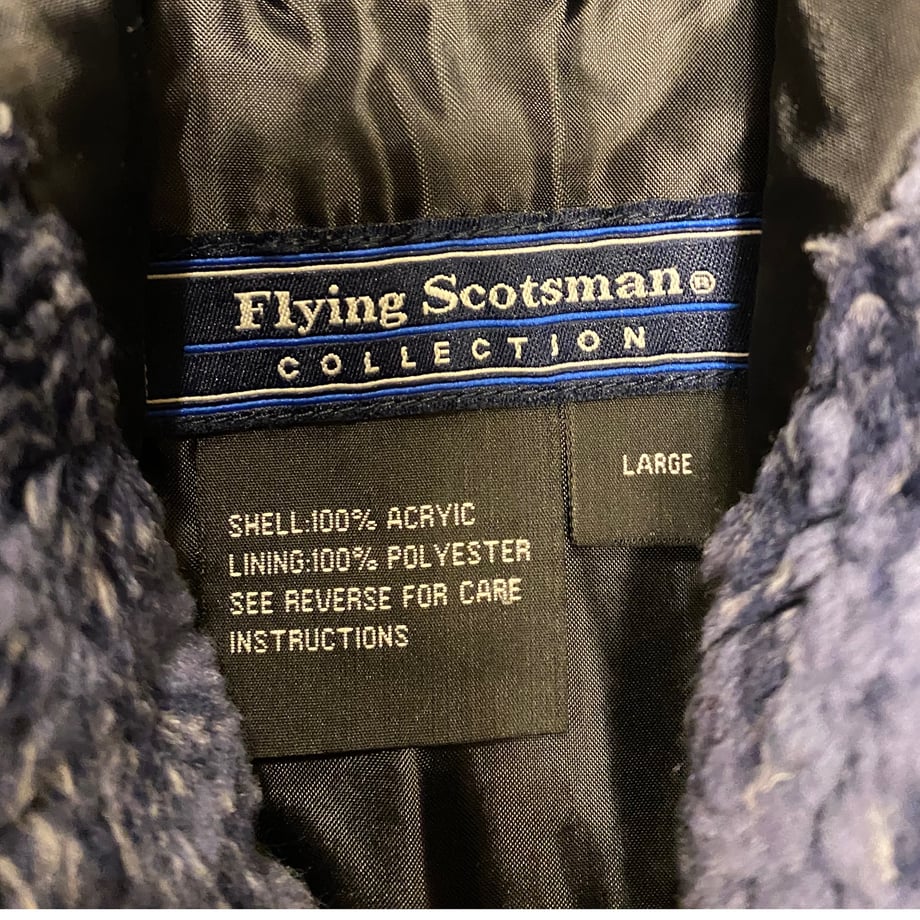 Flying Scotsman®
COLLECTION
LARGE
SHELL:100% ACRYIC
LINING:100% POLYESTER
SEE REVERSE FOR CARE
INSTRUCTIONS